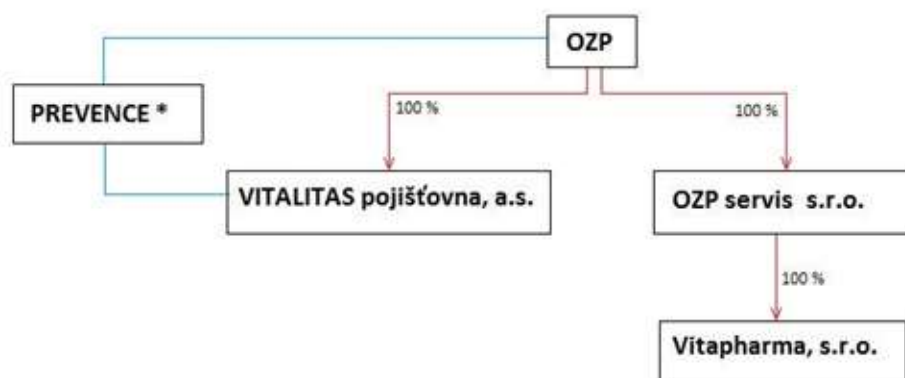 OZP
PREVENCE *
100 %
100 %
VITALITAS pojišťovna, a.s.
OZP servis  s.r.o.
100 %
Vitapharma, s.r.o.